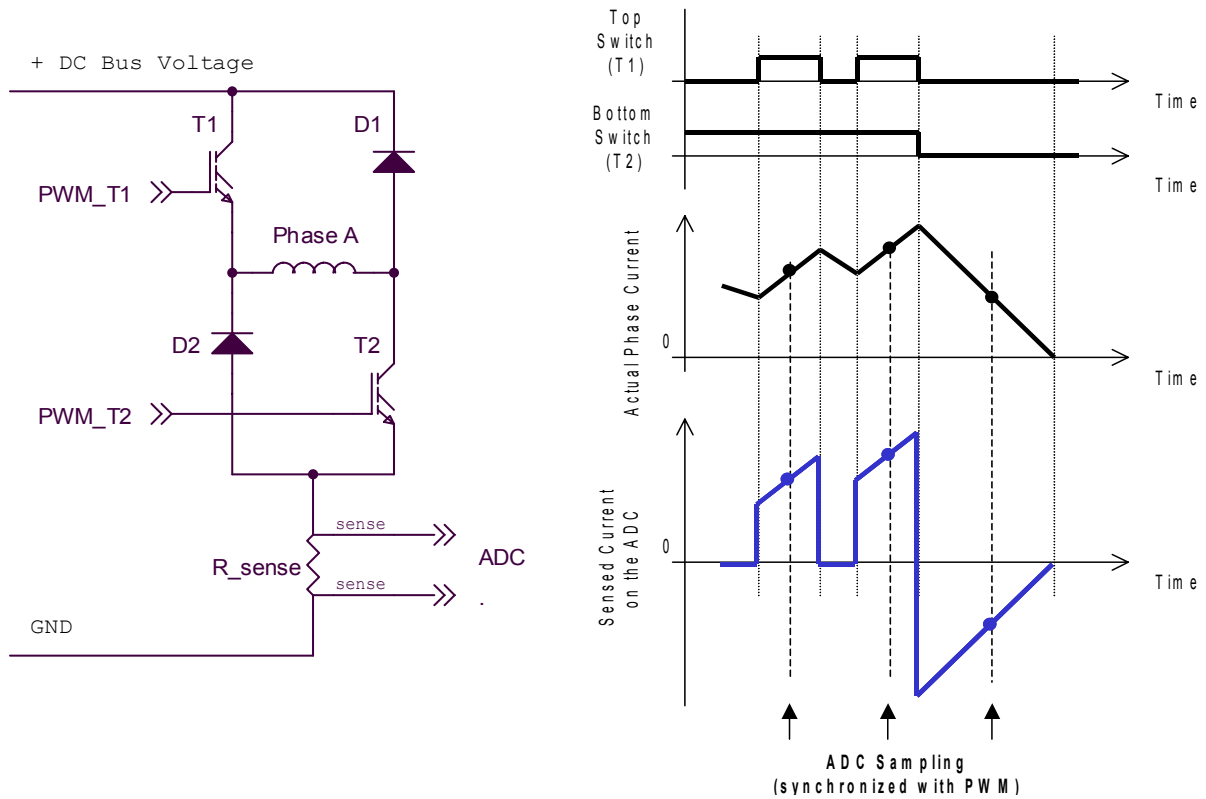 + DC Bus Voltage
T1
D1
PWM_T1
Phase A
D2
T2
PWM_T2
sense
R_sense
ADC
sense
.
GND
Top
Switch
(T1)
Time
Bottom
Switch
(T2)
Time
Actual Phase Current
0
Time
Sensed Current
on the ADC
0
Time
ADC Sampling
(synchronized with PWM)